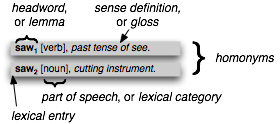 headword, sense definition,
or lemma or gloss
saw1 [verb], past tense of see.
saw2 [noun], cutting instrument.
homonyms
part of speech, or lexical category
lexical entry